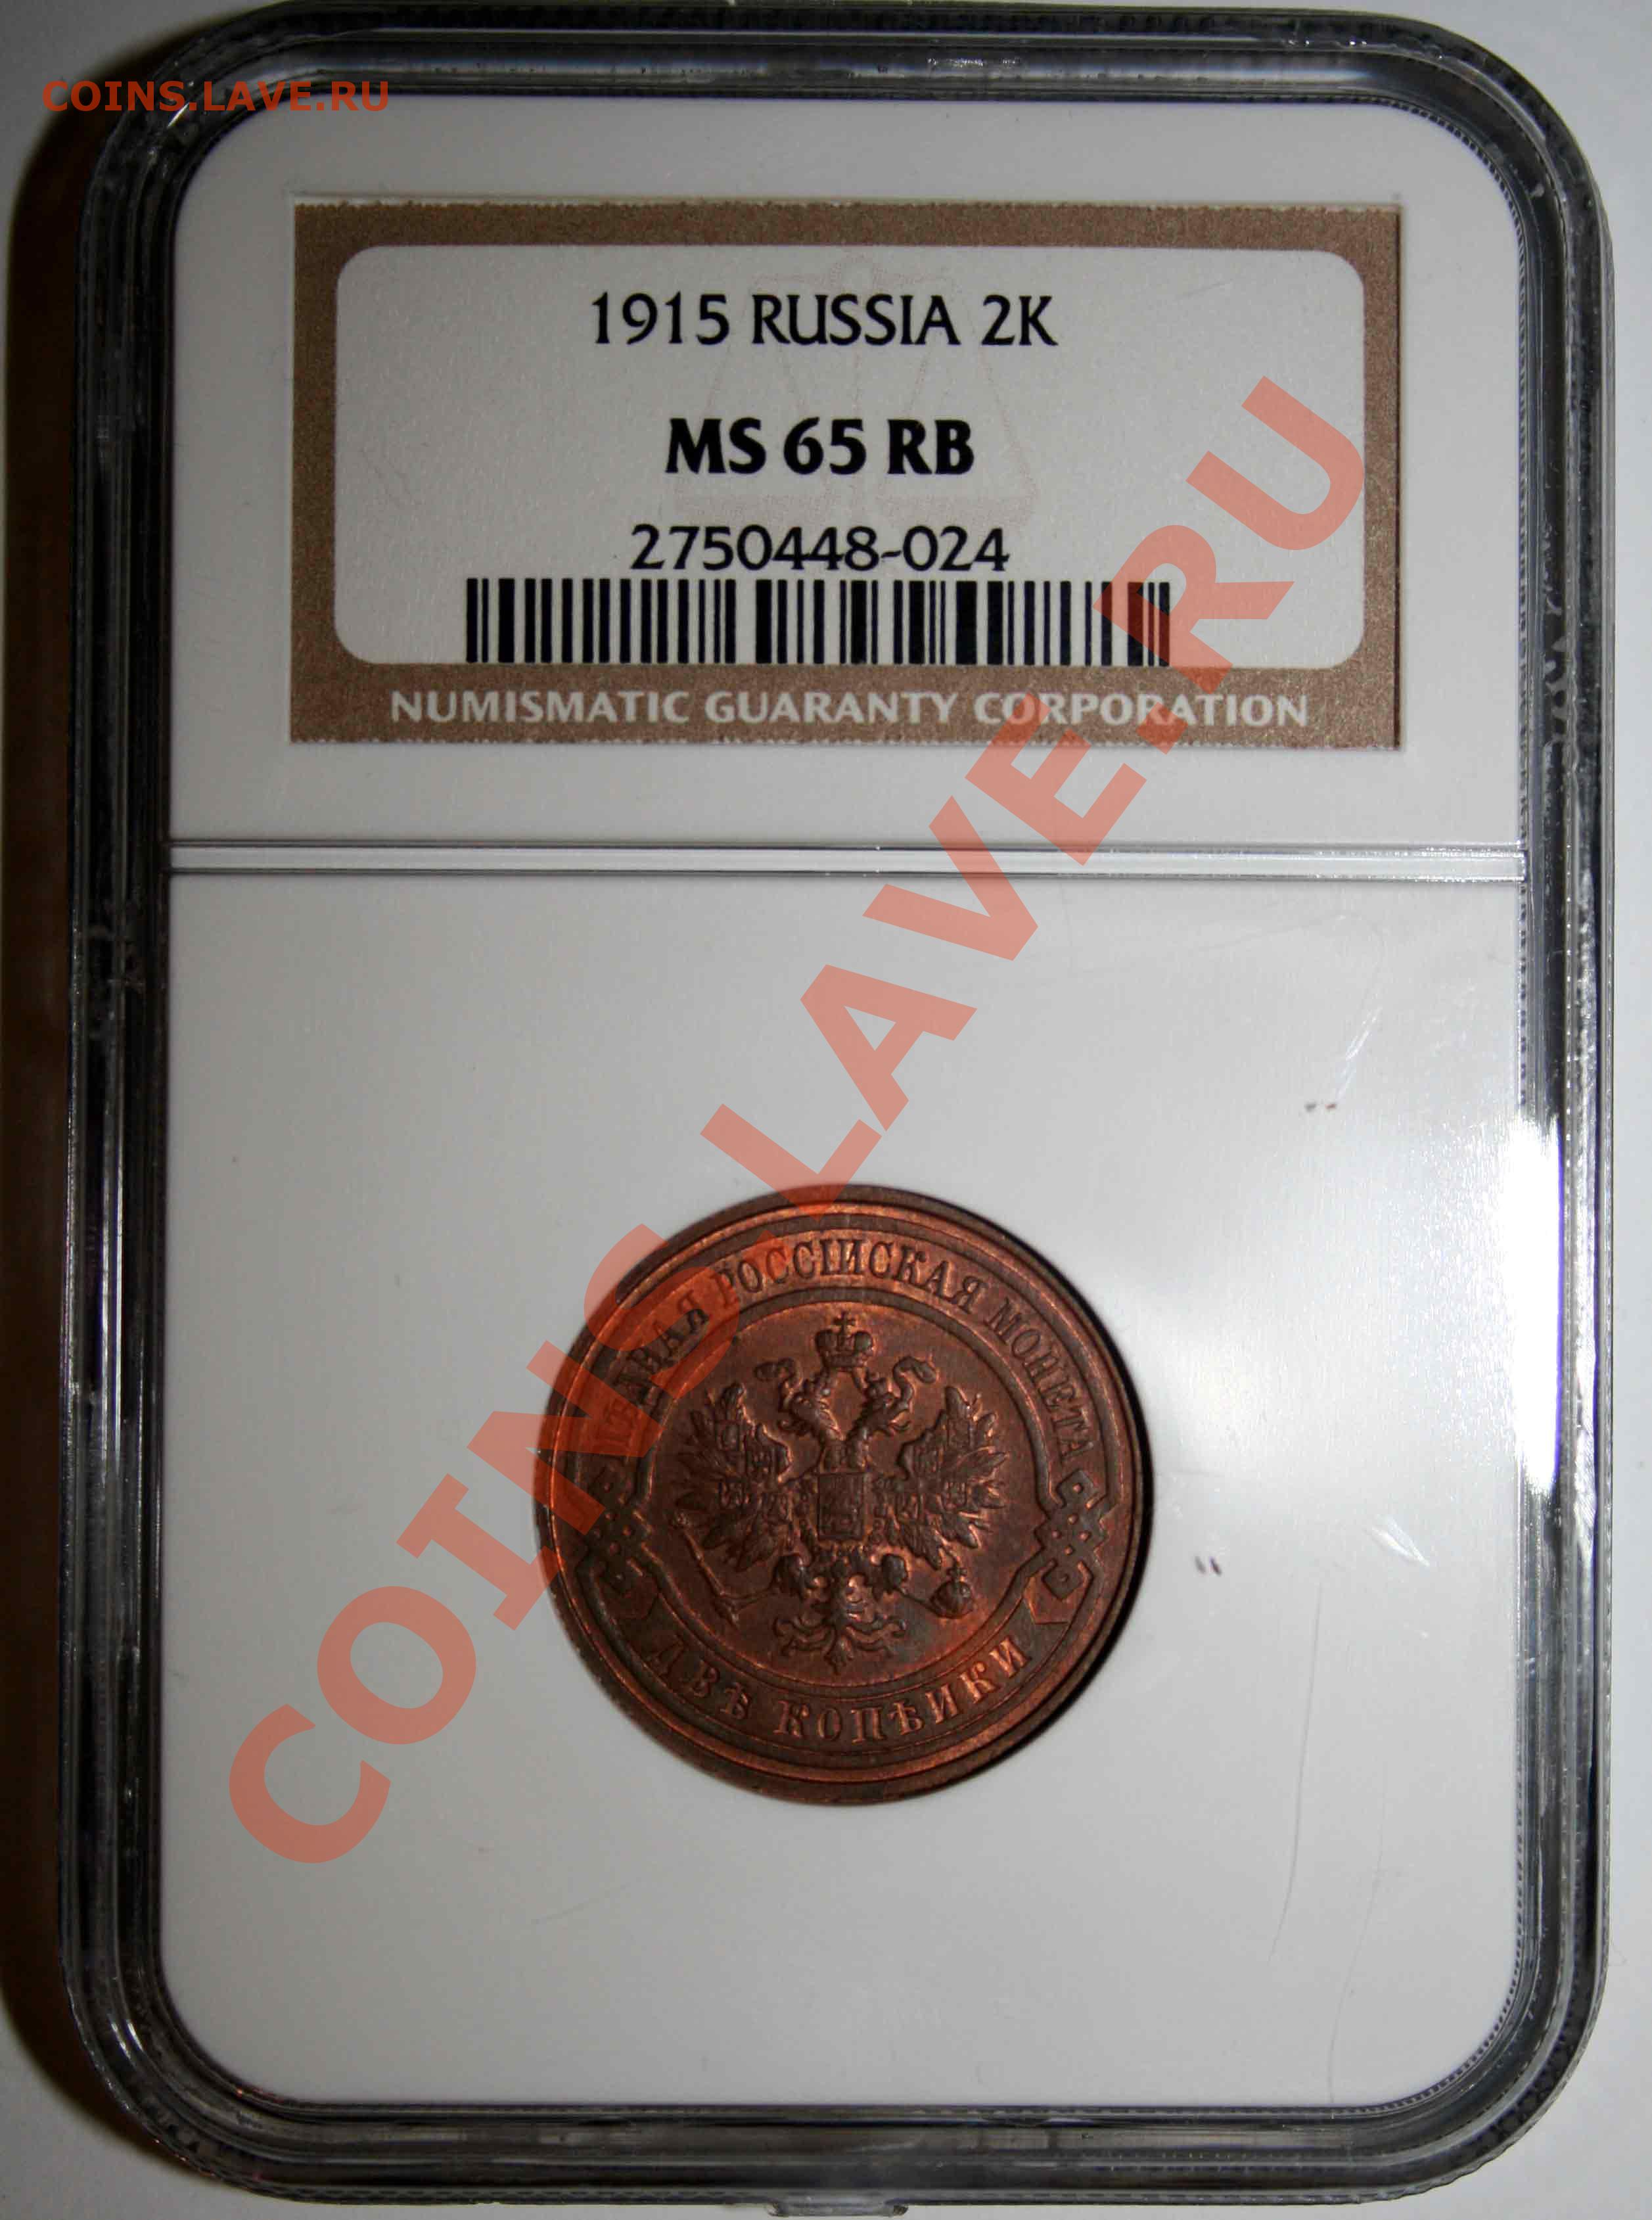 COINS.LAVE.RU
1915 RUSSIA 2K
MS 65 RB
2750448-024
NUMISMATIC GUARANTY CORPORATION
COINS.LAVE.RU
РОССІЙСКАЯ МОНЕТА
ДВѢ КОПѢЙКИ